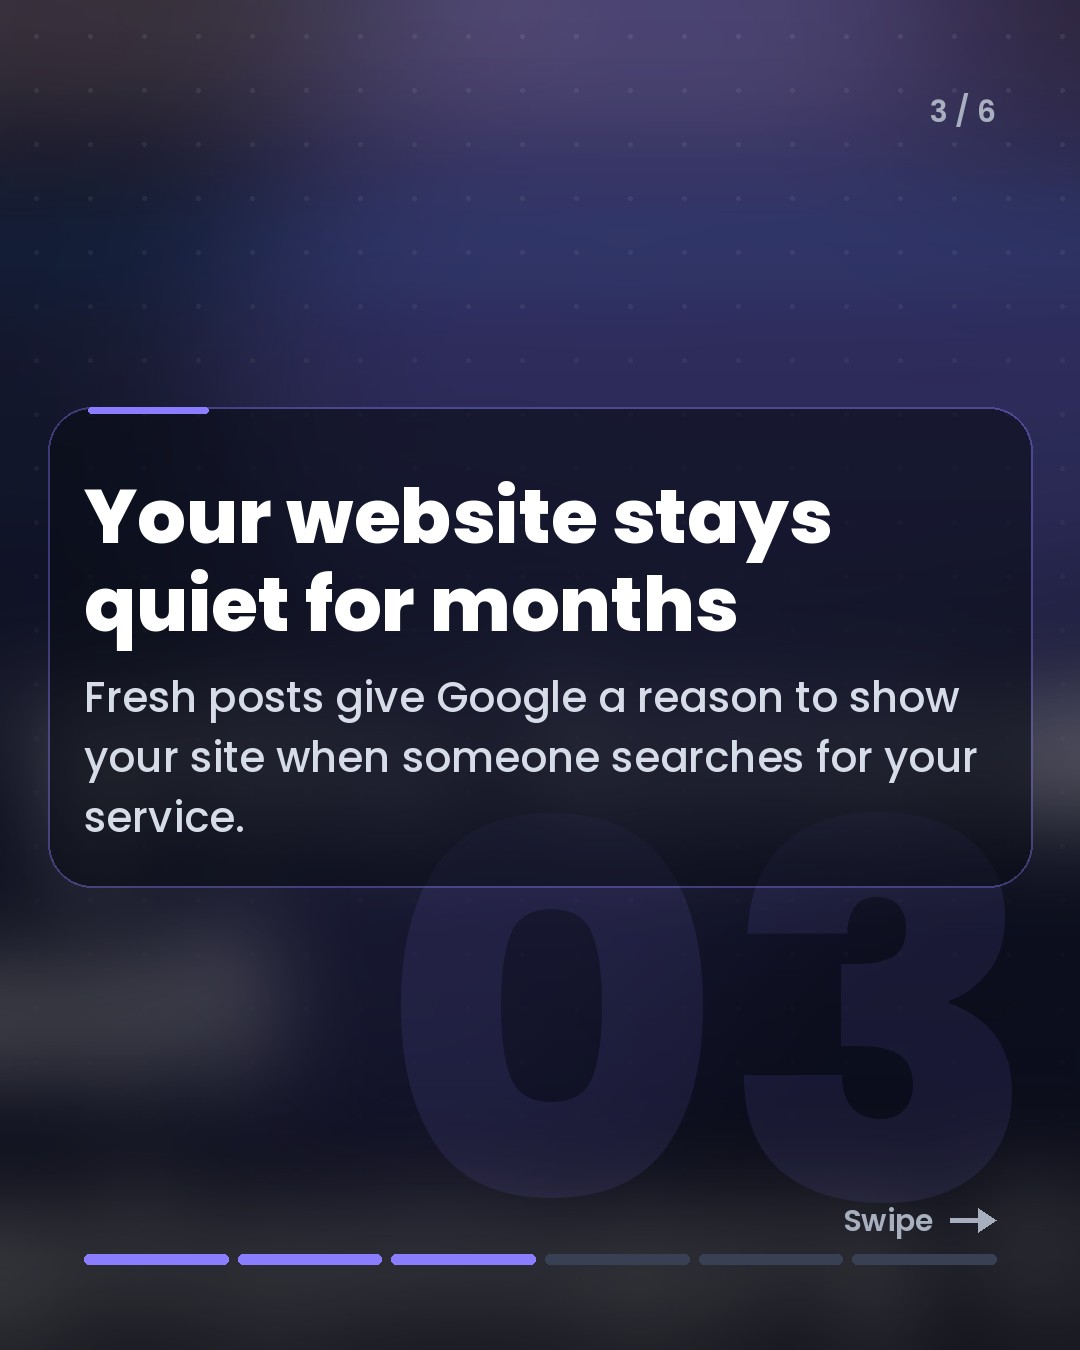 3 / 6
Your website stays
quiet for months
Fresh posts give Google a reason to show
your site when someone searches for your
service.
03
Swipe